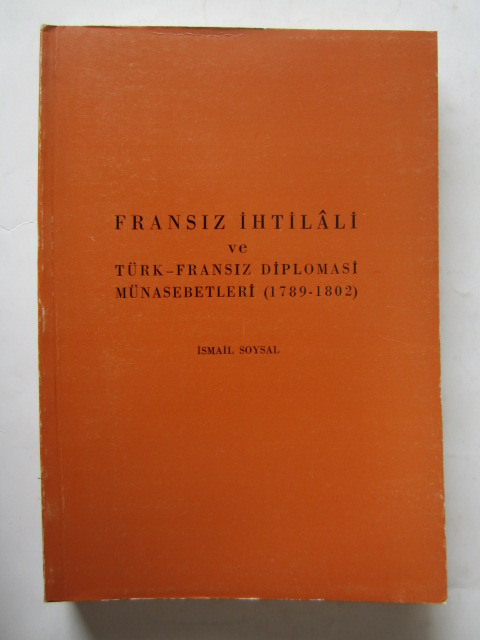 FRANSIZ İHTİLÂLİ
ve
TÜRK-FRANSIZ DİPLOMASİ
MÜNASEBETLERİ (1789-1802)
İSMAİL SOYSAL